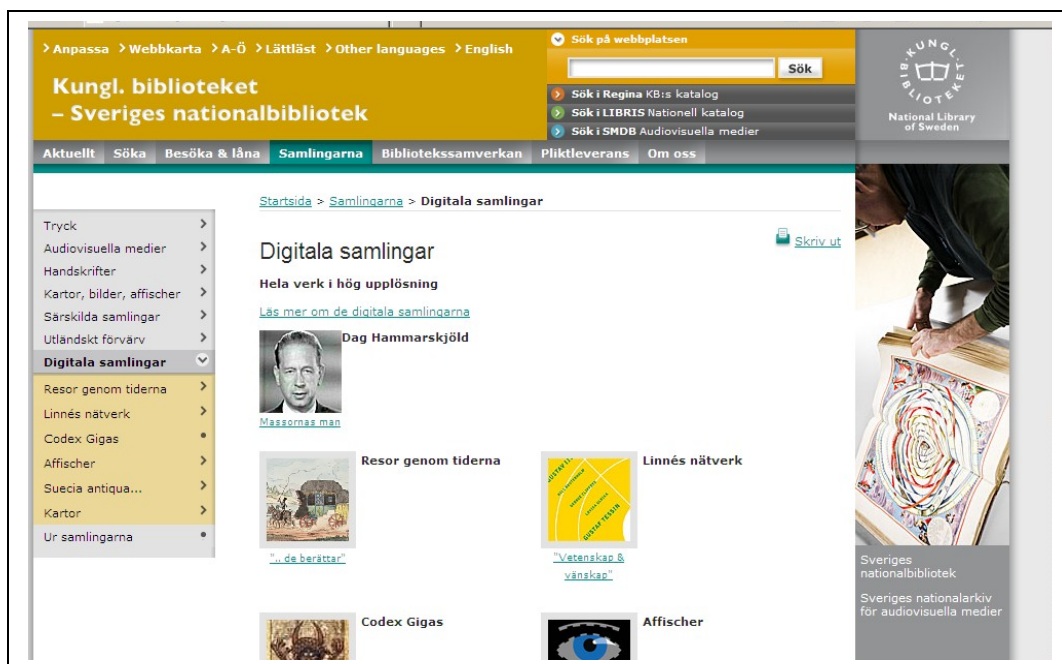 Anpassa Webbkarta A-Ö Lättläst Other languages English
Kungl. biblioteket
– Sveriges nationalbibliotek
Sök på webbplatsen
Sök
Sök i Regina KB:s katalog
Sök i LIBRIS Nationell katalog
Sök i SMDB Audiovisuella medier
KUNGL. BIBLIOTEKET
National Library
of Sweden
Aktuellt Söka Besöka & låna Samlingarna Bibliotekssamverkan Pliktleverans Om oss
Tryck
Audiovisuella medier
Handskrifter
Kartor, bilder, affischer
Särskilda samlingar
Utländskt förvärv
Digitala samlingar
Resor genom tiderna
Linnés nätverk
Codex Gigas
Affischer
Suecia antiqua...
Kartor
Ur samlingarna
Startsida > Samlingarna > Digitala samlingar
Skriv ut
Digitala samlingar
Hela verk i hög upplösning
Läs mer om de digitala samlingarna
Dag Hammarskjöld
Massornas man
Resor genom tiderna
".. de berättar"
Linnés nätverk
GUSTAF TESSIN
"Vetenskap &
vänskap"
Codex Gigas
Affischer
Sveriges
nationalbibliotek
Sveriges nationalarkiv
för audiovisuella medier